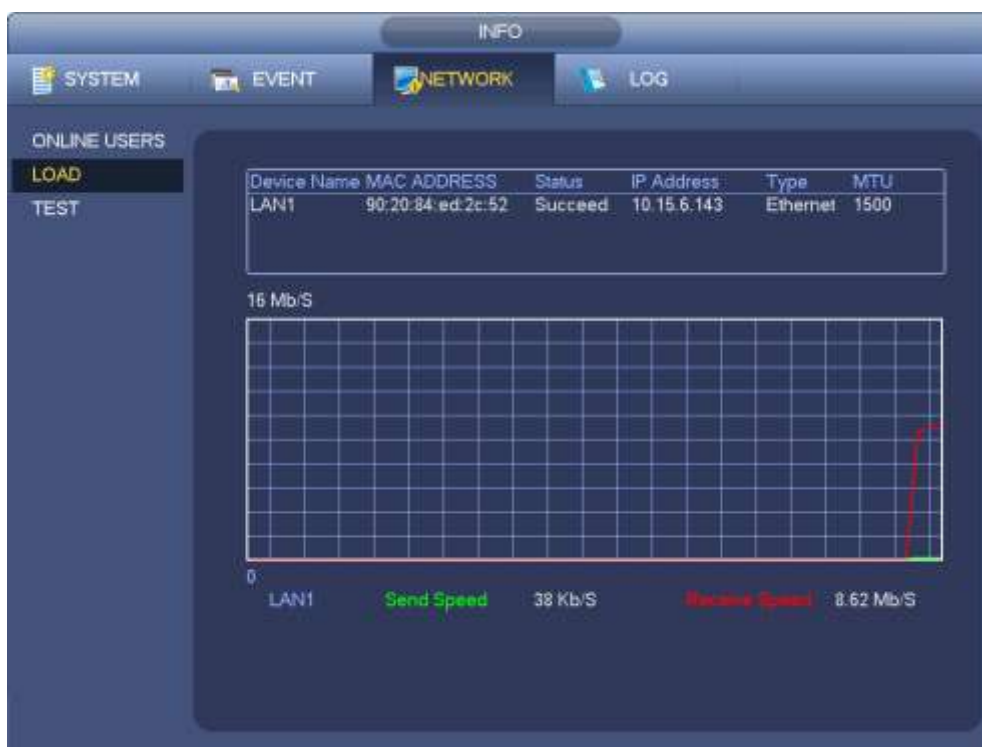 INFO
SYSTEM EVENT NETWORK LOG
ONLINE USERS
LOAD
TEST
Device Name MAC ADDRESS Status IP Address Type MTU
LAN1 90:20:84:ed:2c:52 Succeed 10.15.6.143 Ethernet 1500
16 Mb/S
0
LAN1 Send Speed 38 Kb/S Receive Speed 8.62 Mb/S